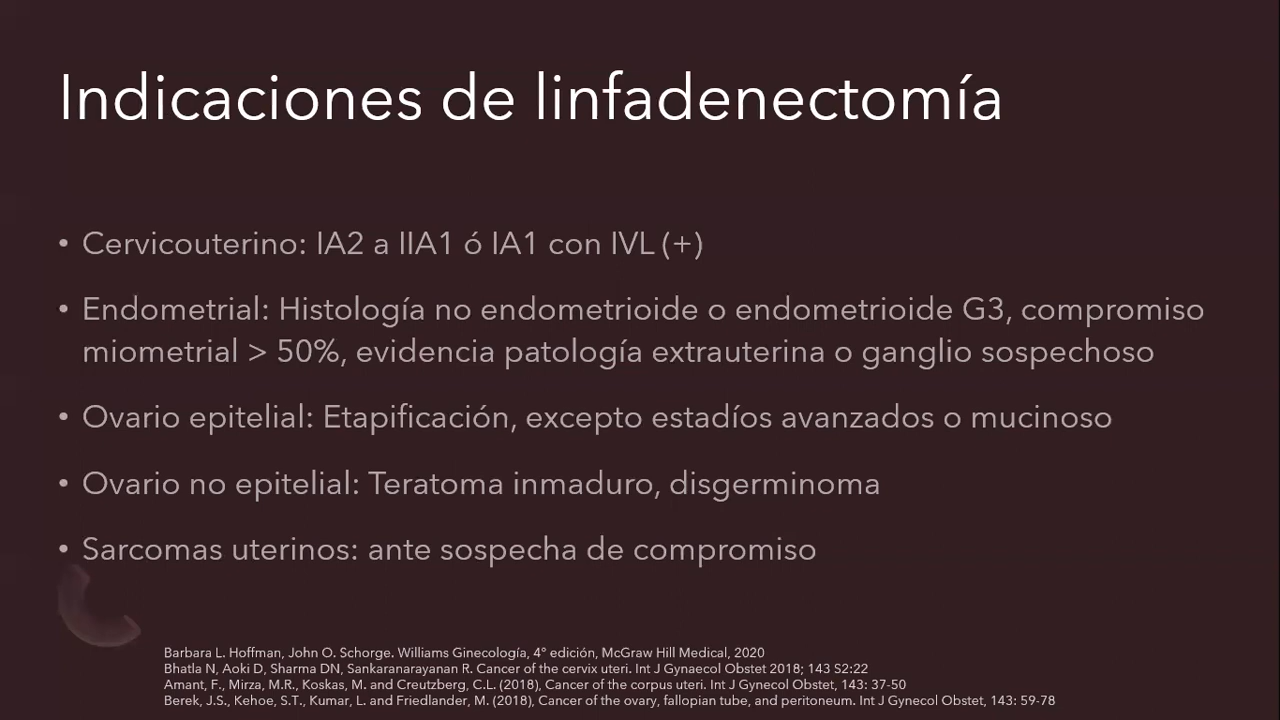 Indicaciones de linfadenectomía
• Cervicouterino: IA2 a IIA1 ó IA1 con IVL (+)
• Endometrial: Histología no endometrioide o endometrioide G3, compromiso
miometrial > 50%, evidencia patología extrauterina o ganglio sospechoso
• Ovario epitelial: Etapificación, excepto estadíos avanzados o mucinoso
• Ovario no epitelial: Teratoma inmaduro, disgerminoma
• Sarcomas uterinos: ante sospecha de compromiso
Barbara L. Hoffman, John O. Schorge. Williams Ginecología, 4° edición, McGraw Hill Medical, 2020
Bhatla N, Aoki D, Sharma DN, Sankaranarayanan R. Cancer of the cervix uteri. Int J Gynaecol Obstet 2018; 143 S2:22
Amant, F., Mirza, M.R., Koskas, M. and Creutzberg, C.L. (2018), Cancer of the corpus uteri. Int J Gynecol Obstet, 143: 37-50
Berek, J.S., Kehoe, S.T., Kumar, L. and Friedlander, M. (2018), Cancer of the ovary, fallopian tube, and peritoneum. Int J Gynecol Obstet, 143: 59-78